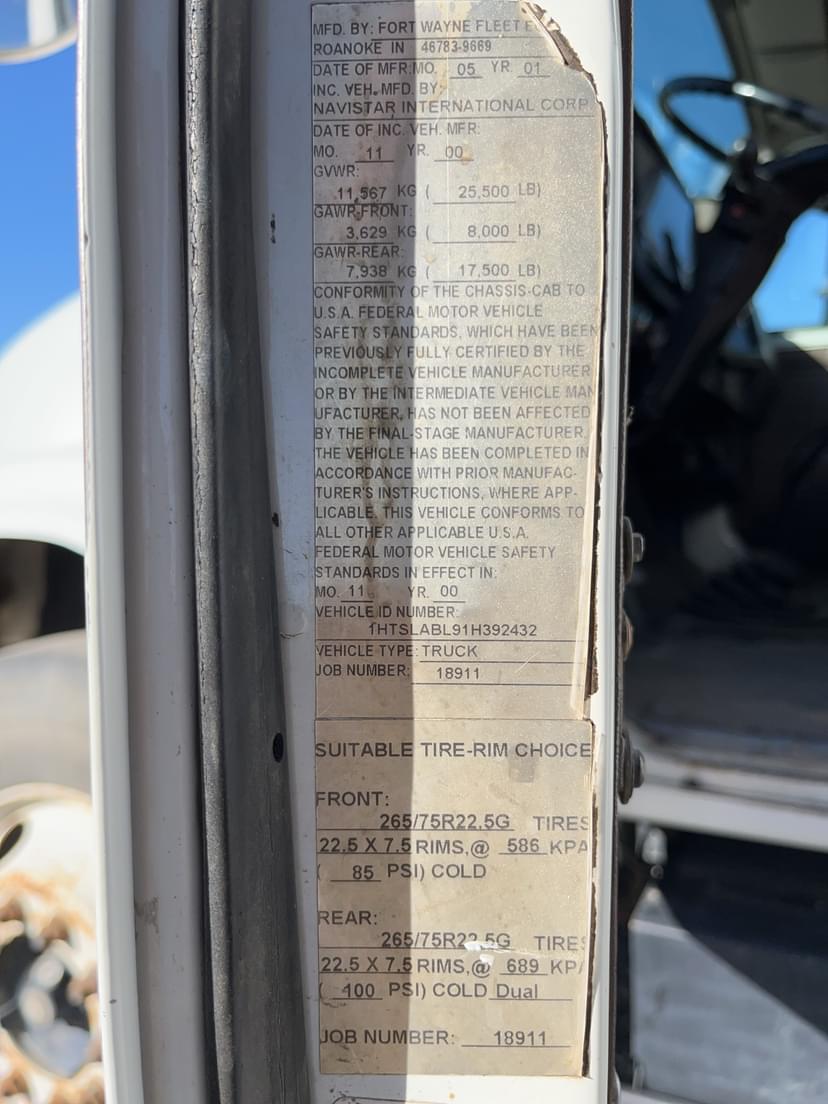 MFD. BY: FORT WAYNE FLEET E
ROANOKE IN 46783-9669
DATE OF MFR:MO. 05 YR. 01
INC. VEH. MFD. BY:
NAVISTAR INTERNATIONAL CORP
DATE OF INC. VEH. MFR:
MO. 11 YR. 00
GVWR:
11,567 KG ( 25,500 LB)
GAWR-FRONT:
3,629 KG ( 8,000 LB)
GAWR-REAR:
7,938 KG ( 17,500 LB)
CONFORMITY OF THE CHASSIS-CAB TO
U.S.A. FEDERAL MOTOR VEHICLE
SAFETY STANDARDS, WHICH HAVE BEEN
PREVIOUSLY FULLY CERTIFIED BY THE
INCOMPLETE VEHICLE MANUFACTURER
OR BY THE INTERMEDIATE VEHICLE MAN
UFACTURER, HAS NOT BEEN AFFECTED
BY THE FINAL-STAGE MANUFACTURER.
THE VEHICLE HAS BEEN COMPLETED IN
ACCORDANCE WITH PRIOR MANUFAC-
TURER'S INSTRUCTIONS, WHERE APP-
LICABLE. THIS VEHICLE CONFORMS TO
ALL OTHER APPLICABLE U.S.A.
FEDERAL MOTOR VEHICLE SAFETY
STANDARDS IN EFFECT IN:
MO. 11 YR. 00
VEHICLE ID NUMBER:
1HTSLABL91H392432
VEHICLE TYPE: TRUCK
JOB NUMBER: 18911
SUITABLE TIRE-RIM CHOICE
FRONT:
265/75R22.5G TIRES
22.5 X 7.5 RIMS,@ 586 KPA
( 85 PSI) COLD
REAR:
265/75R22.5G TIRES
22.5 X 7.5 RIMS,@ 689 KPA
( 100 PSI) COLD Dual
JOB NUMBER: 18911